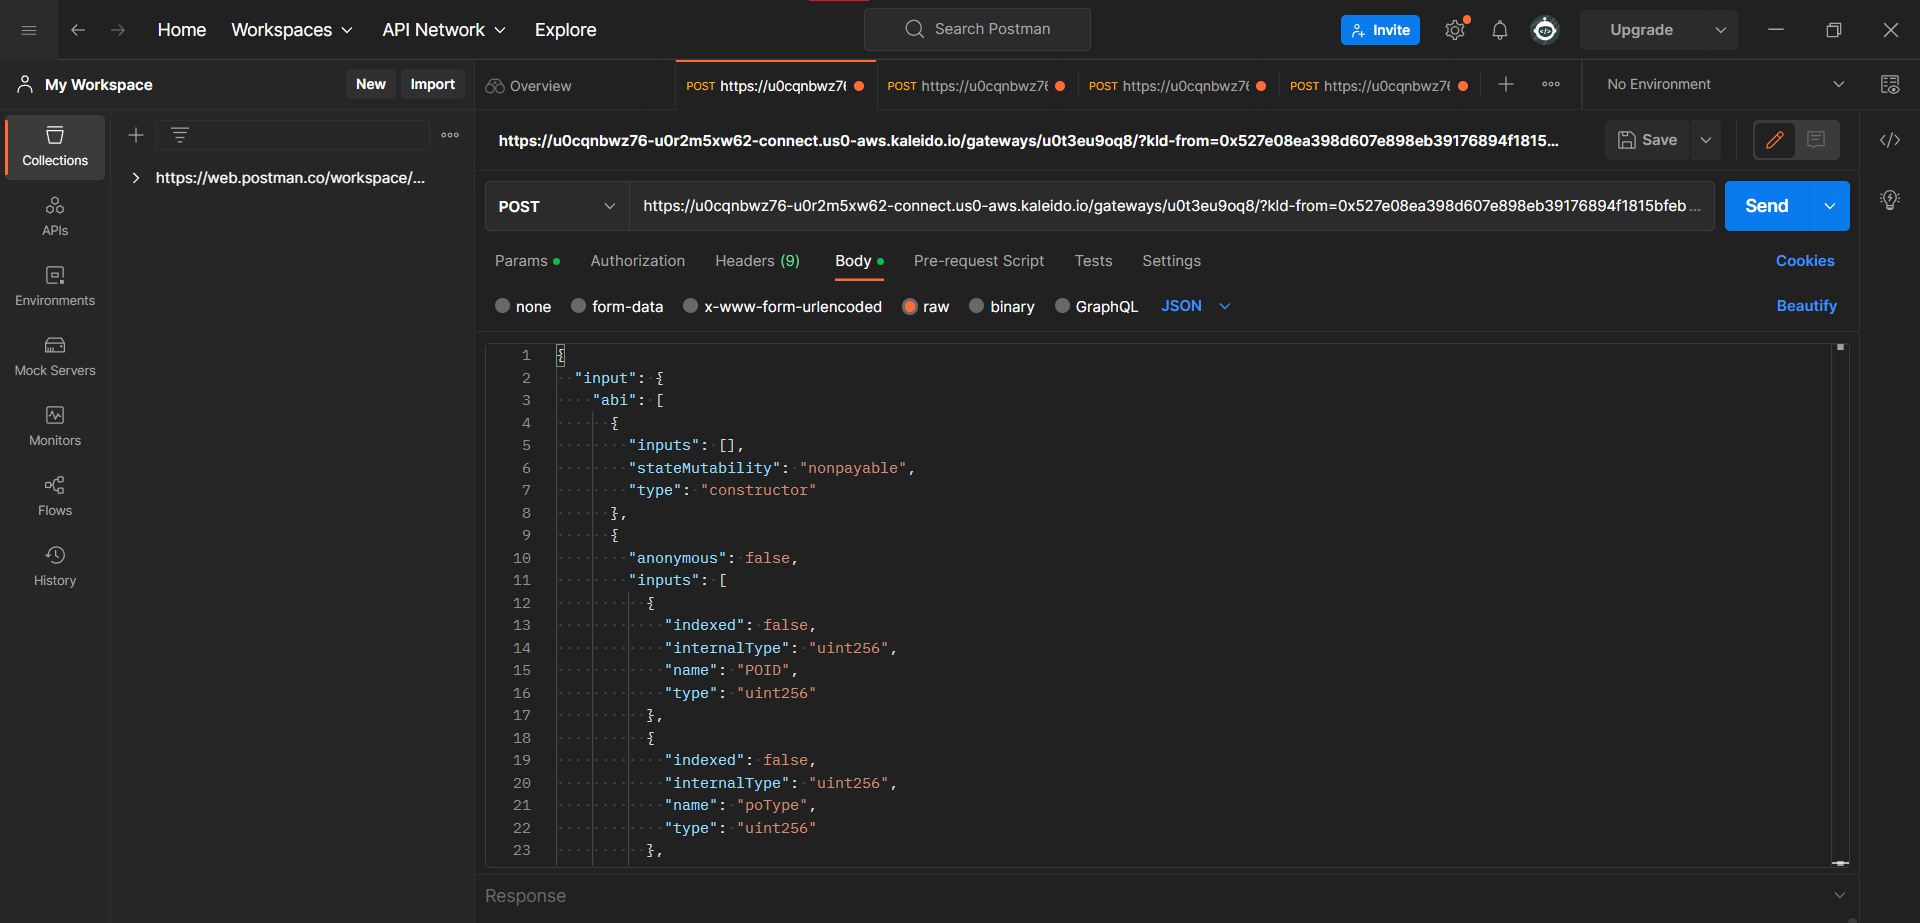 Home Workspaces API Network Explore Search Postman Invite Upgrade
My Workspace New Import Overview POST https://u0cqnbwz76 POST https://u0cqnbwz76 POST https://u0cqnbwz76 POST https://u0cqnbwz76 No Environment
Collections
APIs
Environments
Mock Servers
Monitors
Flows
History
https://web.postman.co/workspace/...
https://u0cqnbwz76-u0r2m5xw62-connect.us0-aws.kaleido.io/gateways/u0t3eu9oq8/?kld-from=0x527e08ea398d607e898eb39176894f1815... Save
POST https://u0cqnbwz76-u0r2m5xw62-connect.us0-aws.kaleido.io/gateways/u0t3eu9oq8/?kld-from=0x527e08ea398d607e898eb39176894f1815bfeb... Send
Params Authorization Headers (9) Body Pre-request Script Tests Settings Cookies
none form-data x-www-form-urlencoded raw binary GraphQL JSON Beautify
1 {
2 "input": {
3 "abi": [
4 {
5 "inputs": [],
6 "stateMutability": "nonpayable",
7 "type": "constructor"
8 },
9 {
10 "anonymous": false,
11 "inputs": [
12 {
13 "indexed": false,
14 "internalType": "uint256",
15 "name": "POID",
16 "type": "uint256"
17 },
18 {
19 "indexed": false,
20 "internalType": "uint256",
21 "name": "poType",
22 "type": "uint256"
23 },
Response